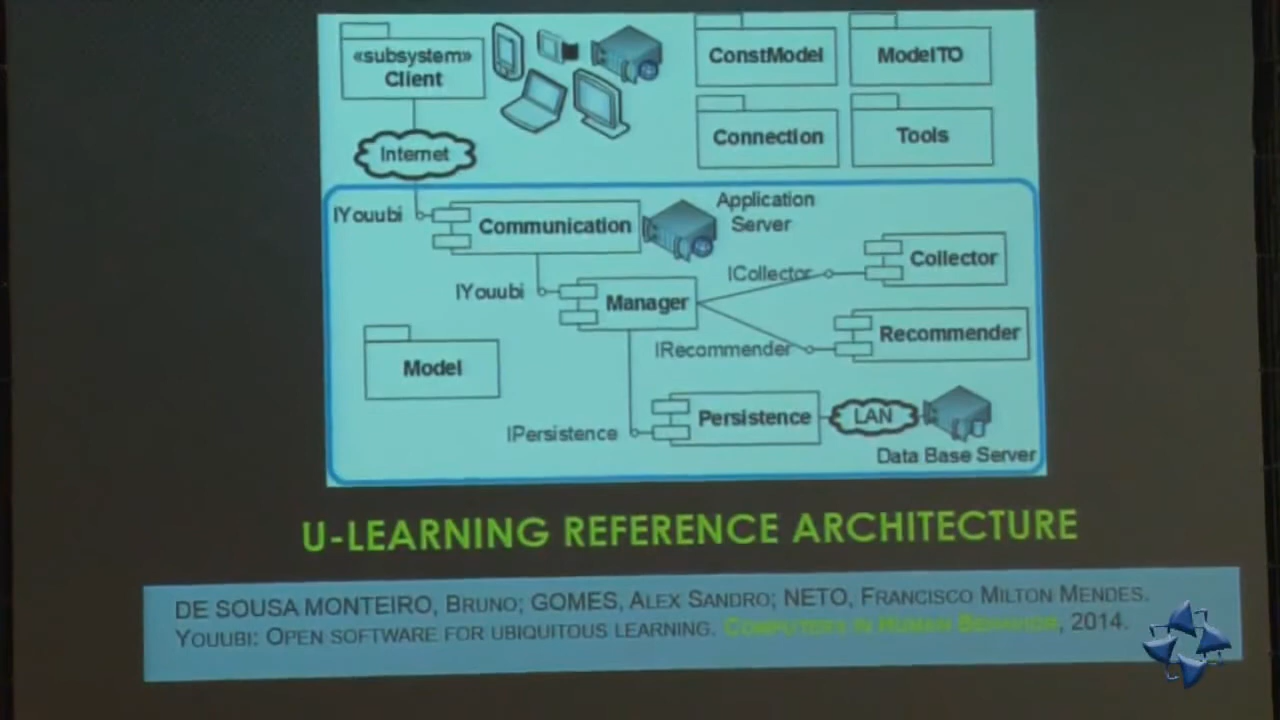 «subsystem»
Client
ConstModel
ModelTO
Internet
Connection
Tools
IYouubi
Communication
Application
Server
ICollector
Collector
IYouubi
Manager
IRecommender
Recommender
Model
IPersistence
Persistence
LAN
Data Base Server
U-LEARNING REFERENCE ARCHITECTURE
DE SOUSA MONTEIRO, BRUNO; GOMES, ALEX SANDRO; NETO, FRANCISCO MILTON MENDES.
YOUUBI: OPEN SOFTWARE FOR UBIQUITOUS LEARNING. COMPUTERS IN HUMAN BEHAVIOR, 2014.